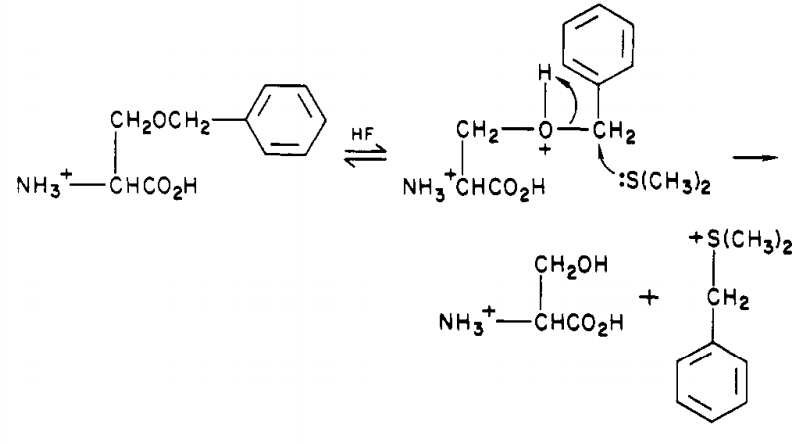 CH₂OCH₂
NH₃⁺—CHCO₂H
HF
H
CH₂—O—CH₂
+
NH₃⁺CHCO₂H
:S(CH₃)₂
CH₂OH
NH₃⁺—CHCO₂H
+
+S(CH₃)₂
CH₂